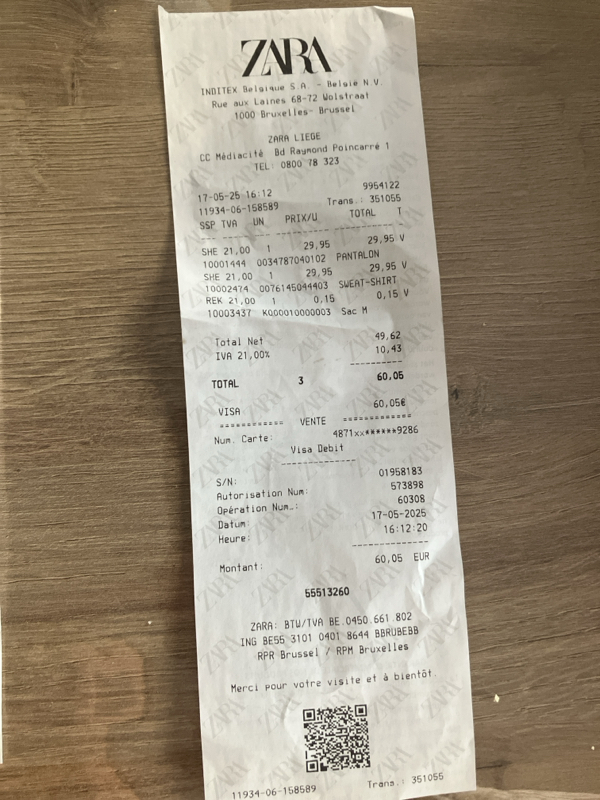 ZARA
INDITEX Belgique S.A. - Belgie N.V.
Rue aux Laines 68-72 Wolstraat
1000 Bruxelles- Brussel
ZARA LIEGE
CC Médiacité Bd Raymond Poincarré 1
TEL: 0800 78 323
17-05-25 16:12 9954122
11934-06-158589 Trans.: 351055
SSP TVA UN PRIX/U TOTAL T
SHE 21,00 1 29,95 29,95 V
10001444 0034787040102 PANTALON
SHE 21,00 1 29,95 29,95 V
10002474 0076145044403 SWEAT-SHIRT
REK 21,00 1 0,15 0,15 V
10003437 K000010000003 Sac M
Total Net 49,62
IVA 21,00% 10,43
TOTAL 3 60,05
VISA 60,05€
============ VENTE ============
Num. Carte: 4871xx******9286
Visa Debit
S/N: 01958183
Autorisation Num: 573898
Opération Num.: 60308
Datum: 17-05-2025
Heure: 16:12:20
Montant: 60,05 EUR
55513260
ZARA: BTW/TVA BE.0450.661.802
ING BE55 3101 0401 8644 BBRUBEBB
RPR Brussel / RPM Bruxelles
Merci pour votre visite et à bientôt.
11934-06-158589 Trans.: 351055